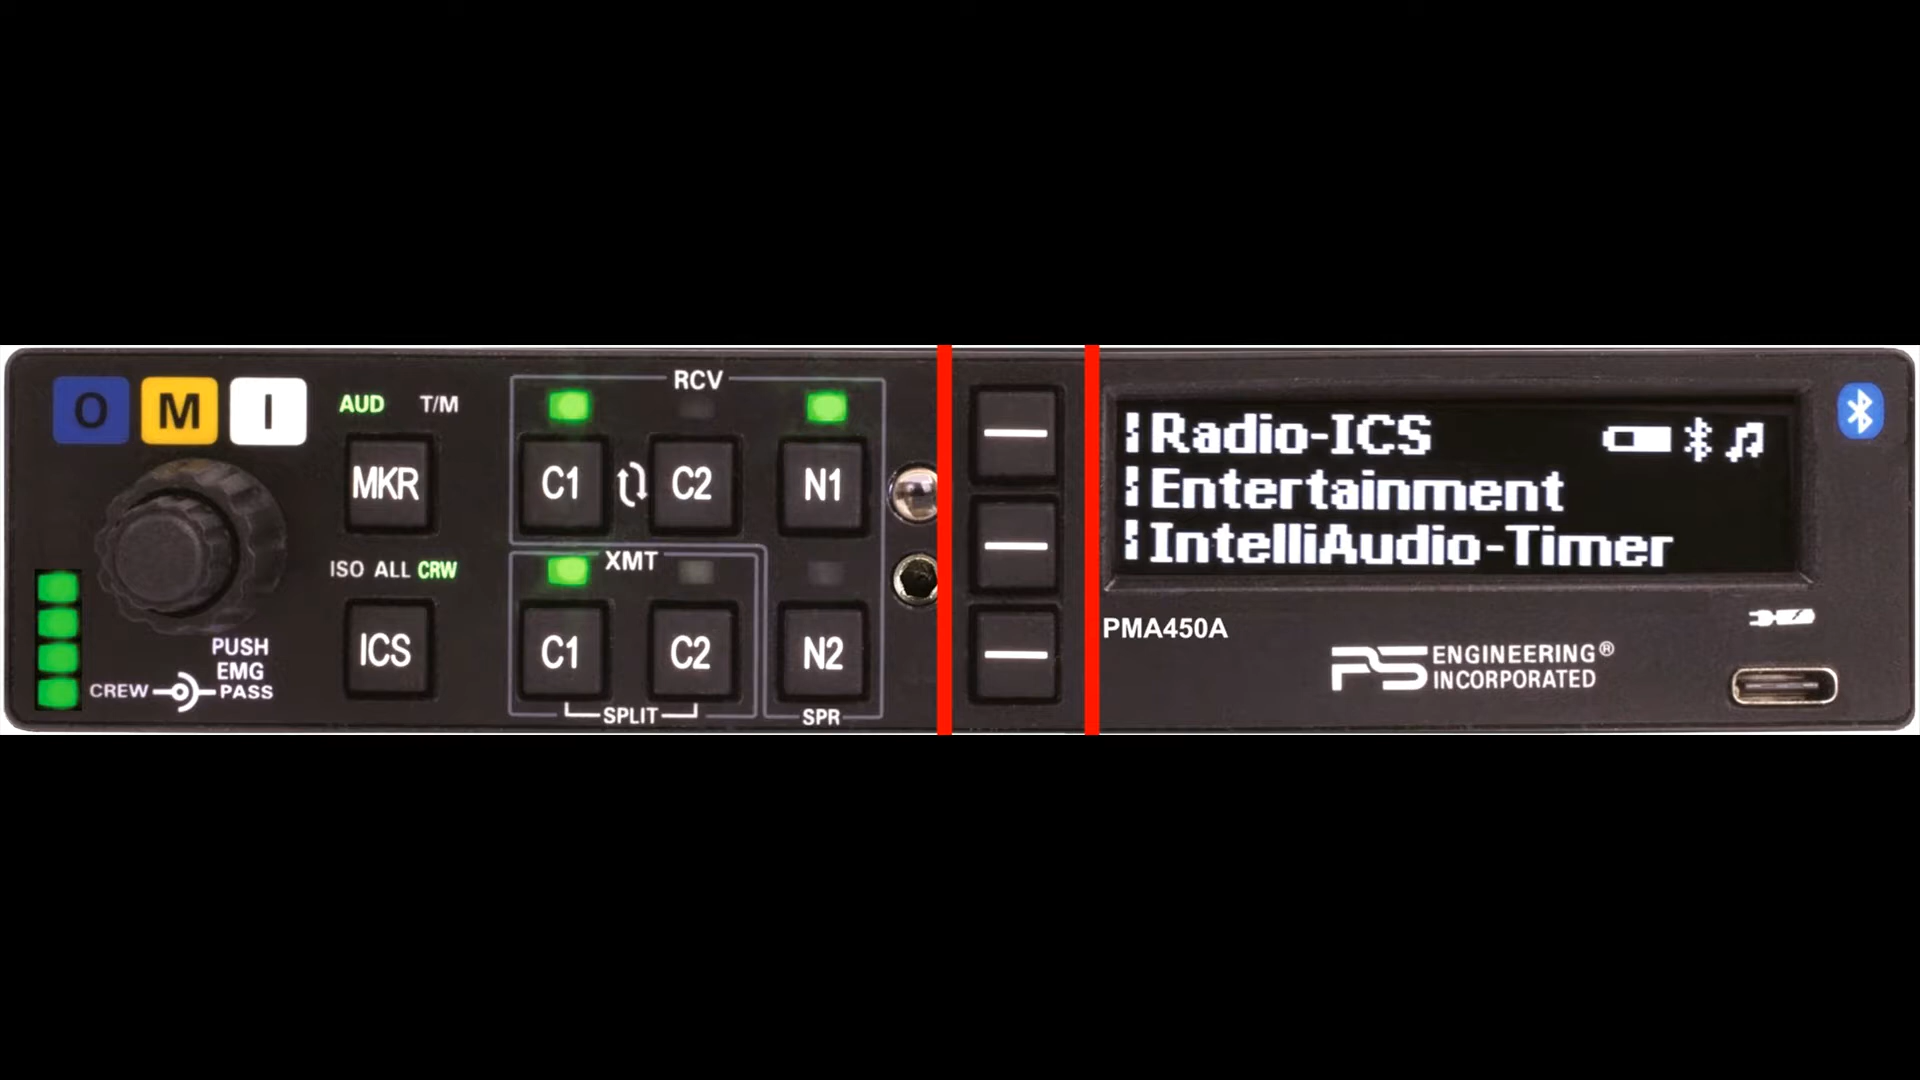 O M I
AUD T/M
MKR
ISO ALL CRW
ICS
PUSH
EMG
CREW PASS
RCV
C1 C2 N1
XMT
C1 C2 N2
SPLIT SPR
Radio-ICS
Entertainment
IntelliAudio-Timer
PMA450A
PS ENGINEERING®
INCORPORATED